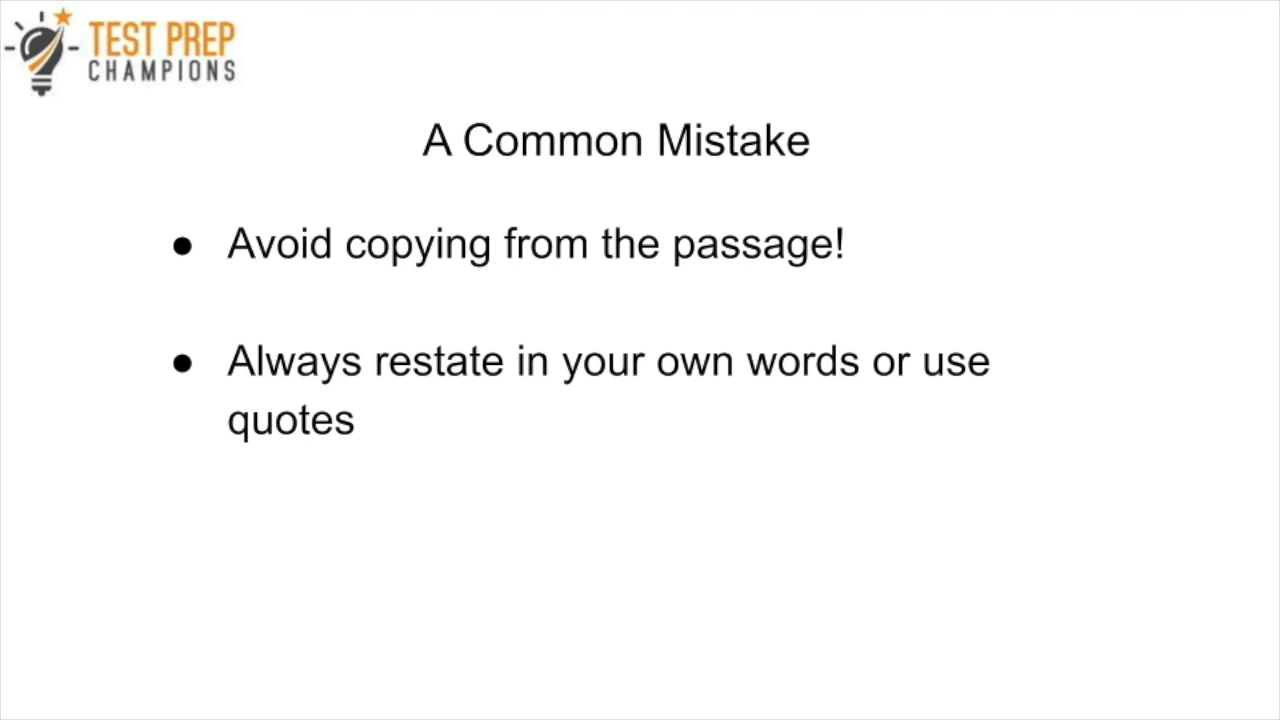 TEST PREP
CHAMPIONS
A Common Mistake
● Avoid copying from the passage!
● Always restate in your own words or use
quotes